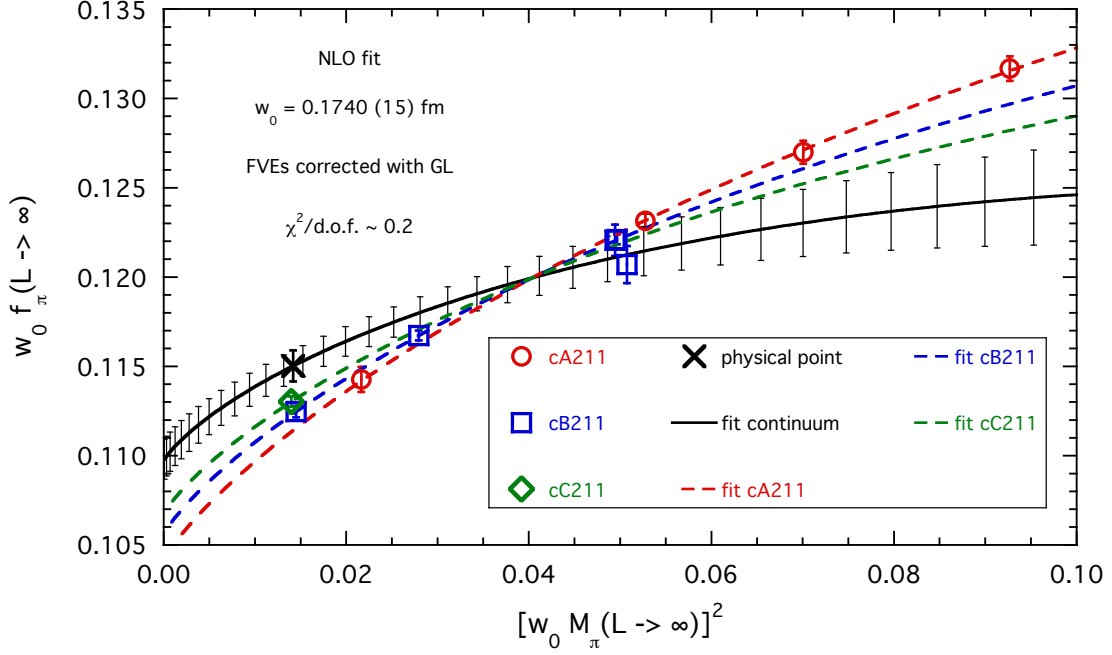 0.135
0.130
0.125
0.120
0.115
0.110
0.105
w₀ f_π(L -> ∞)
NLO fit
w₀ = 0.1740 (15) fm
FVEs corrected with GL
χ²/d.o.f. ~ 0.2
cA211 physical point fit cB211
cB211 fit continuum fit cC211
cC211 fit cA211
0.00 0.02 0.04 0.06 0.08 0.10
[w₀ M_π(L -> ∞)]²